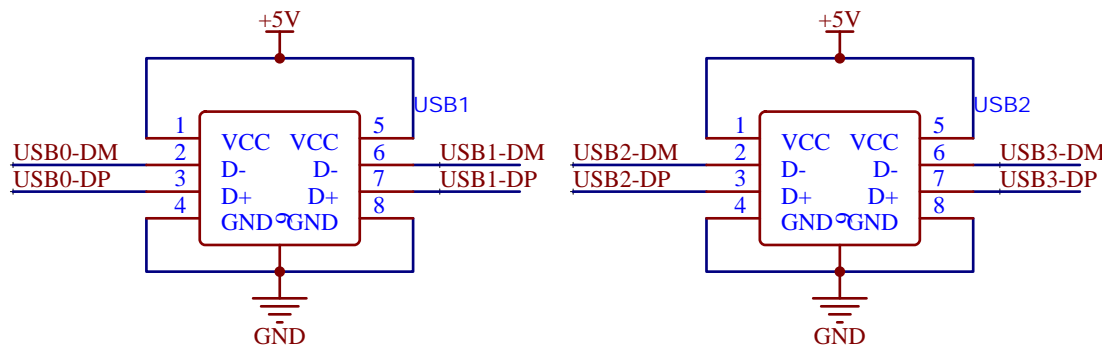 +5V +5V
USB1 USB2
1 VCC VCC 5 1 VCC VCC 5
USB0-DM 2 D- D- 6 USB1-DM USB2-DM 2 D- D- 6 USB3-DM
USB0-DP 3 D+ D+ 7 USB1-DP USB2-DP 3 D+ D+ 7 USB3-DP
4 GND 9 GND 8 4 GND 9 GND 8
GND GND